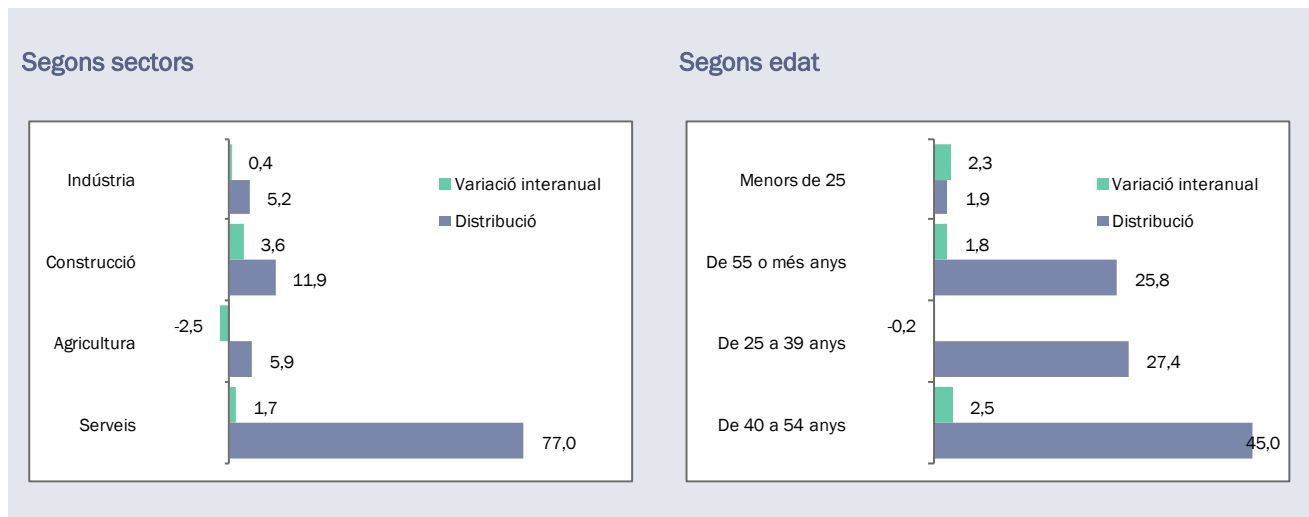 Segons sectors
Indústria
0,4
5,2
Construcció
3,6
11,9
Agricultura
-2,5
5,9
Serveis
1,7
77,0
Variació interanual
Distribució
Segons edat
Menors de 25
2,3
1,9
De 55 o més anys
1,8
25,8
De 25 a 39 anys
-0,2
27,4
De 40 a 54 anys
2,5
45,0
Variació interanual
Distribució